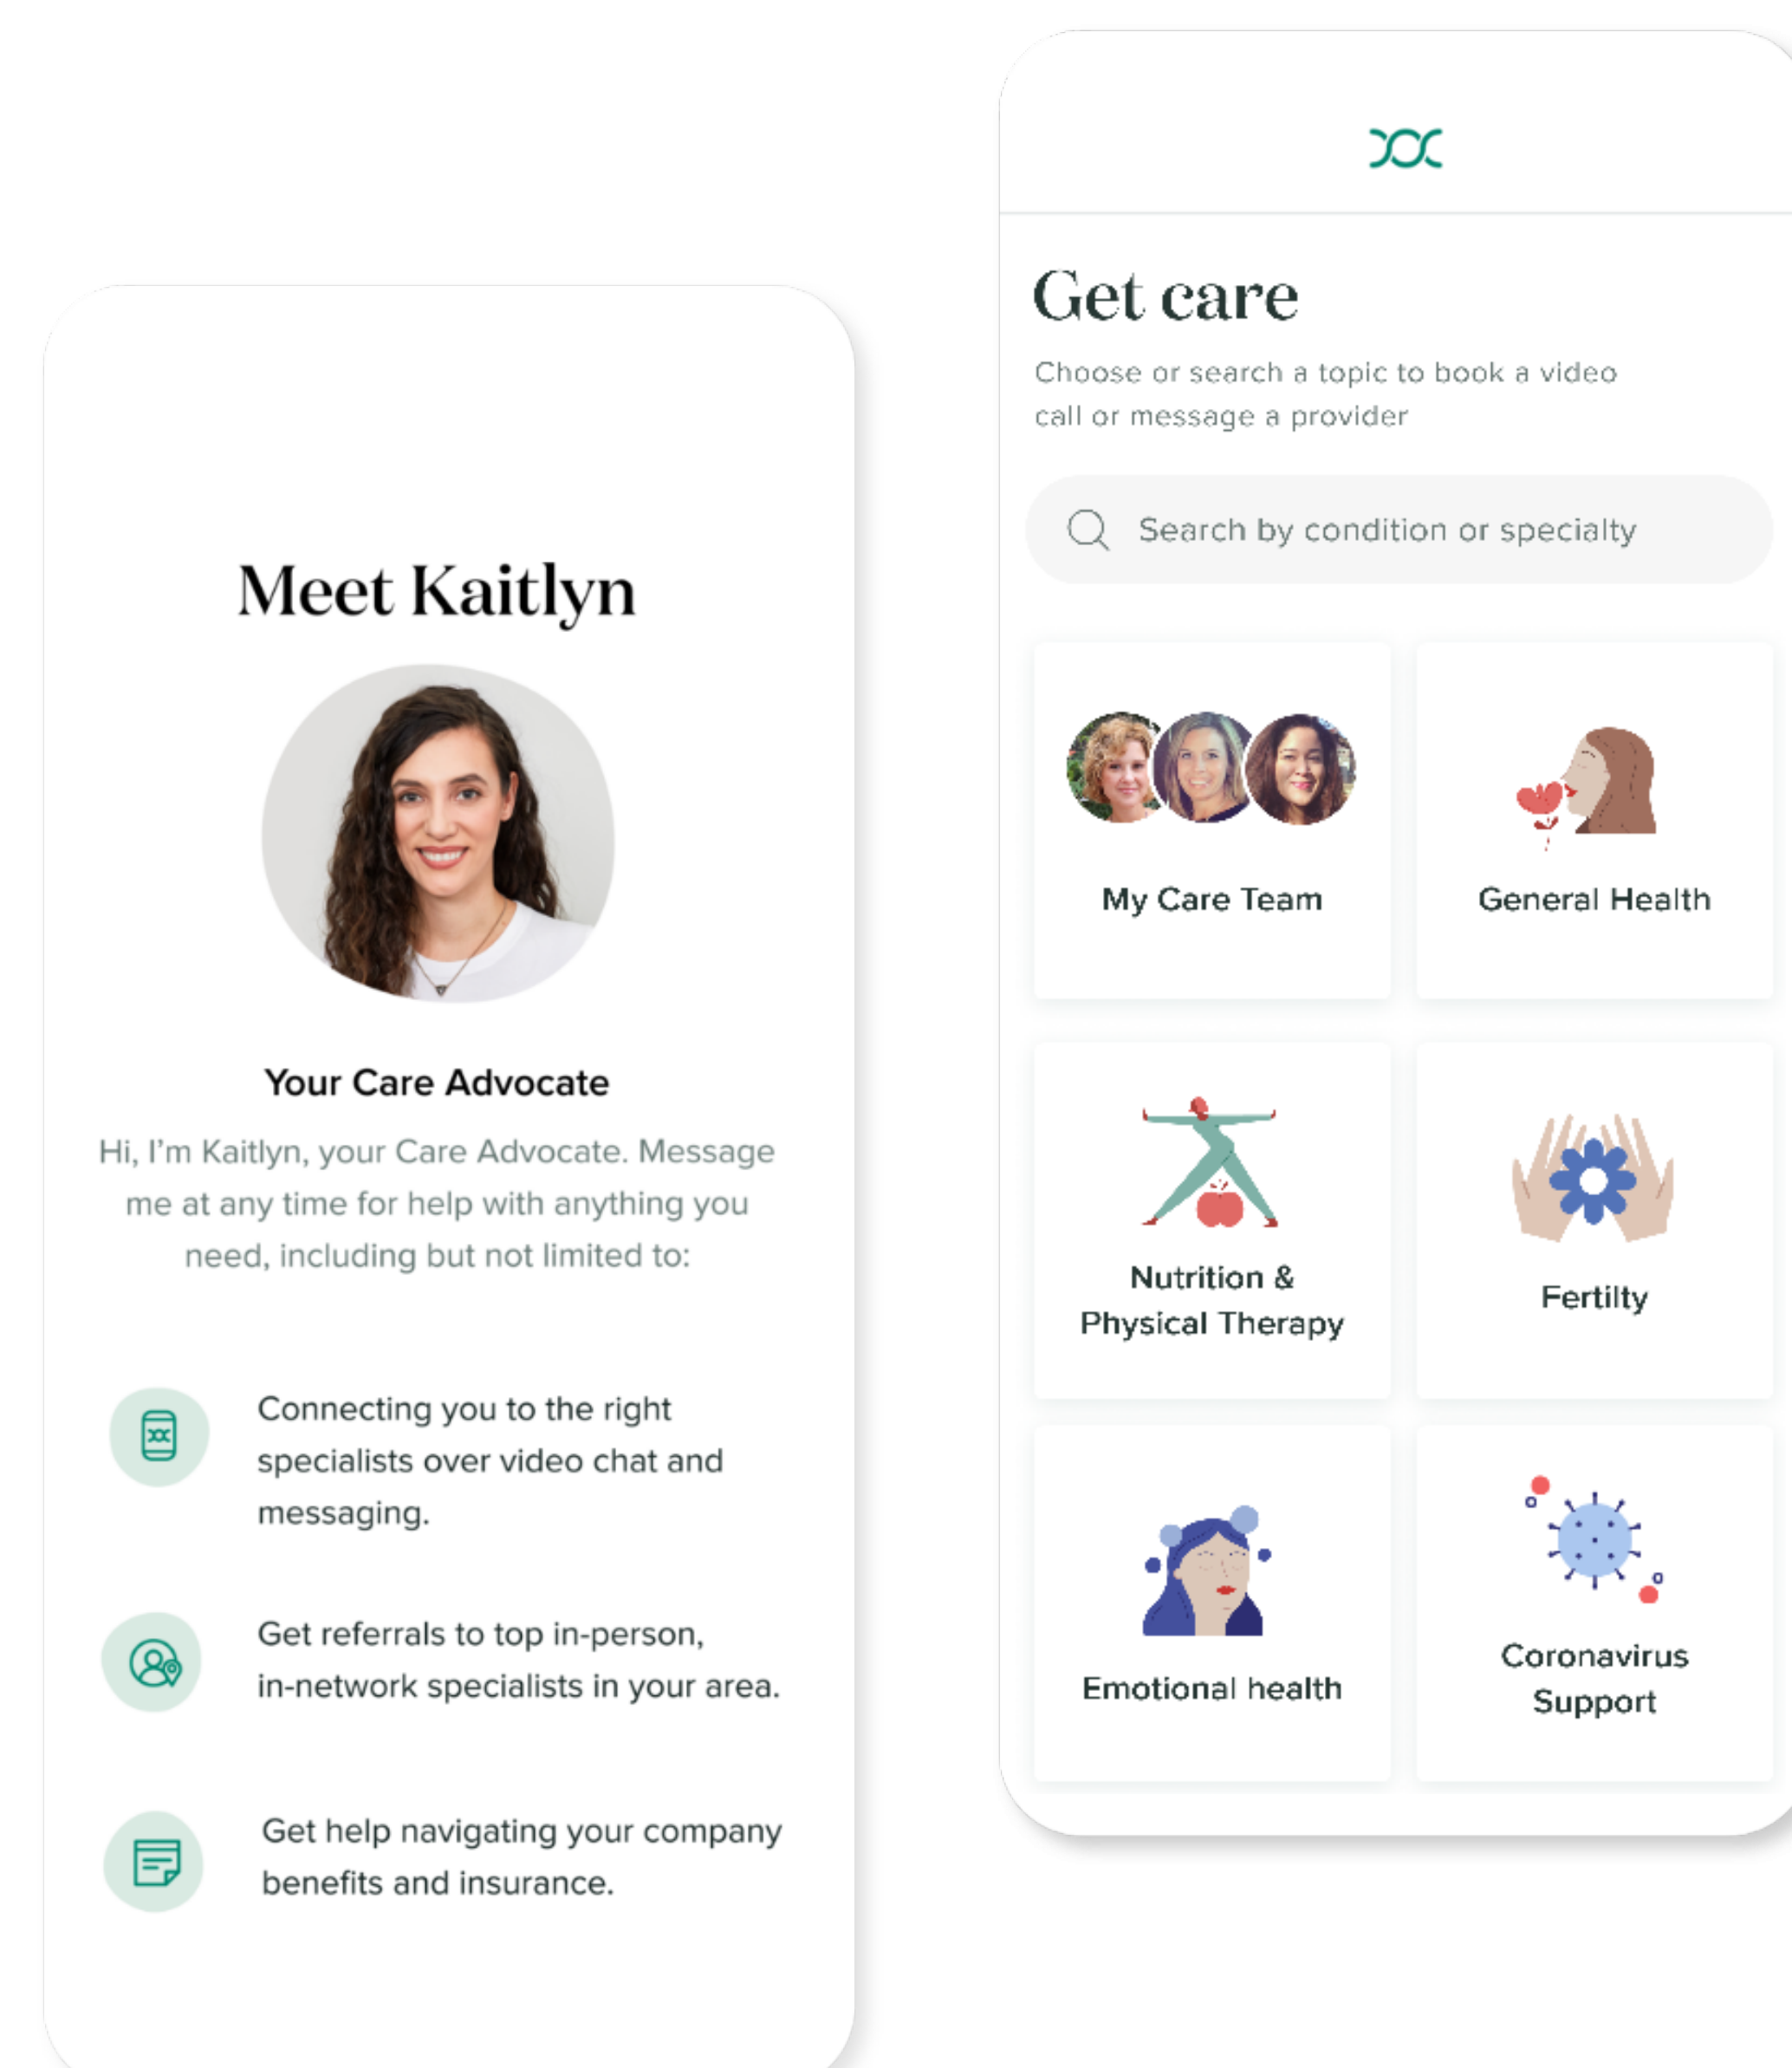 Meet Kaitlyn
Your Care Advocate
Hi, I'm Kaitlyn, your Care Advocate. Message
me at any time for help with anything you
need, including but not limited to:
Connecting you to the right
specialists over video chat and
messaging.
Get referrals to top in-person,
in-network specialists in your area.
Get help navigating your company
benefits and insurance.
Get care
Choose or search a topic to book a video
call or message a provider
Search by condition or specialty
My Care Team
General Health
Nutrition &
Physical Therapy
Fertilty
Emotional health
Coronavirus
Support